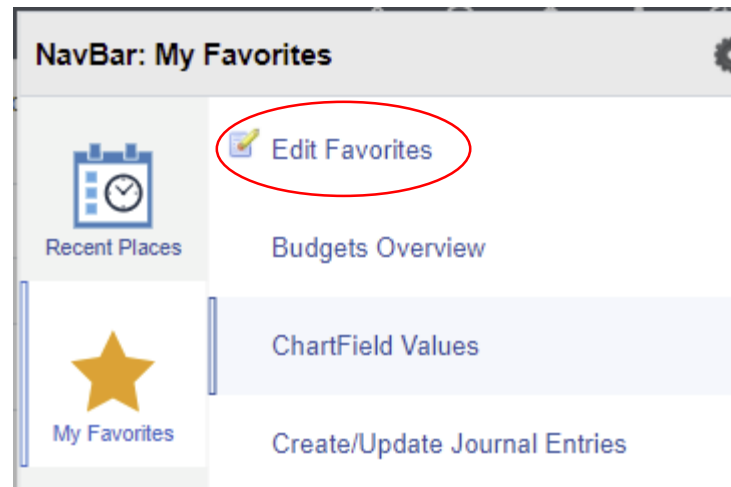 NavBar: My Favorites
Edit Favorites
Recent Places
Budgets Overview
ChartField Values
My Favorites
Create/Update Journal Entries